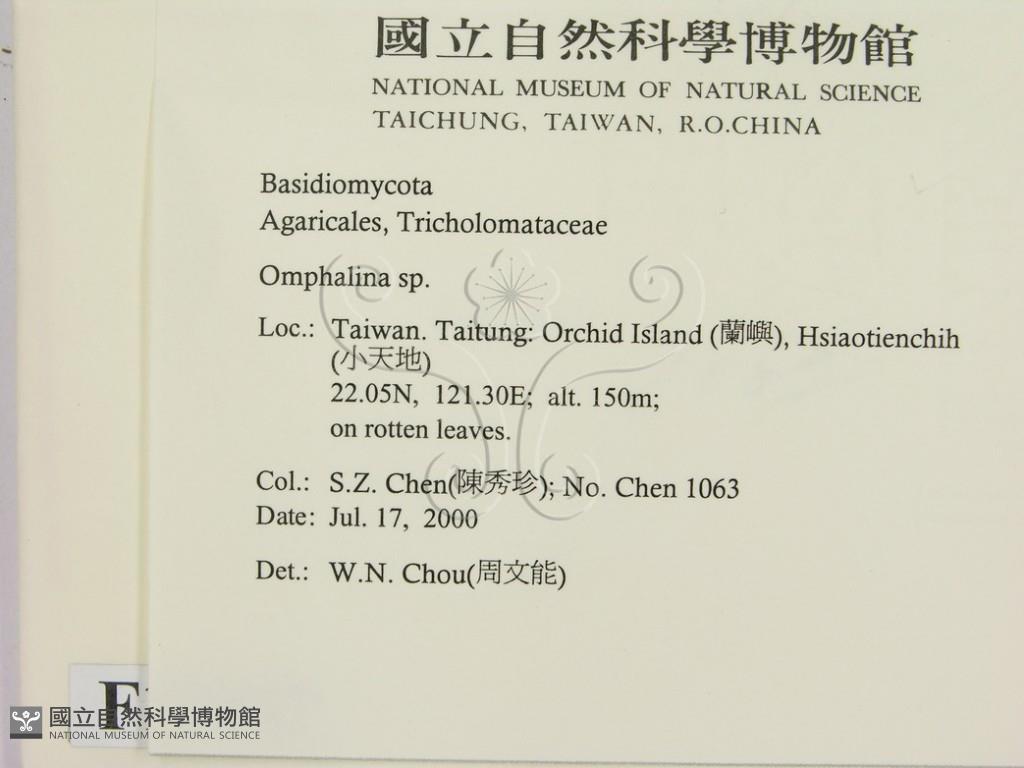 國立自然科學博物館
NATIONAL MUSEUM OF NATURAL SCIENCE
TAICHUNG, TAIWAN, R.O.CHINA
Basidiomycota
Agaricales, Tricholomataceae
Omphalina sp.
Loc.: Taiwan. Taitung: Orchid Island (蘭嶼), Hsiaotienchih
(小天地)
22.05N, 121.30E; alt. 150m;
on rotten leaves.
Col.: S.Z. Chen(陳秀珍); No. Chen 1063
Date: Jul. 17, 2000
Det.: W.N. Chou(周文能)
F
國立自然科學博物館
NATIONAL MUSEUM OF NATURAL SCIENCE